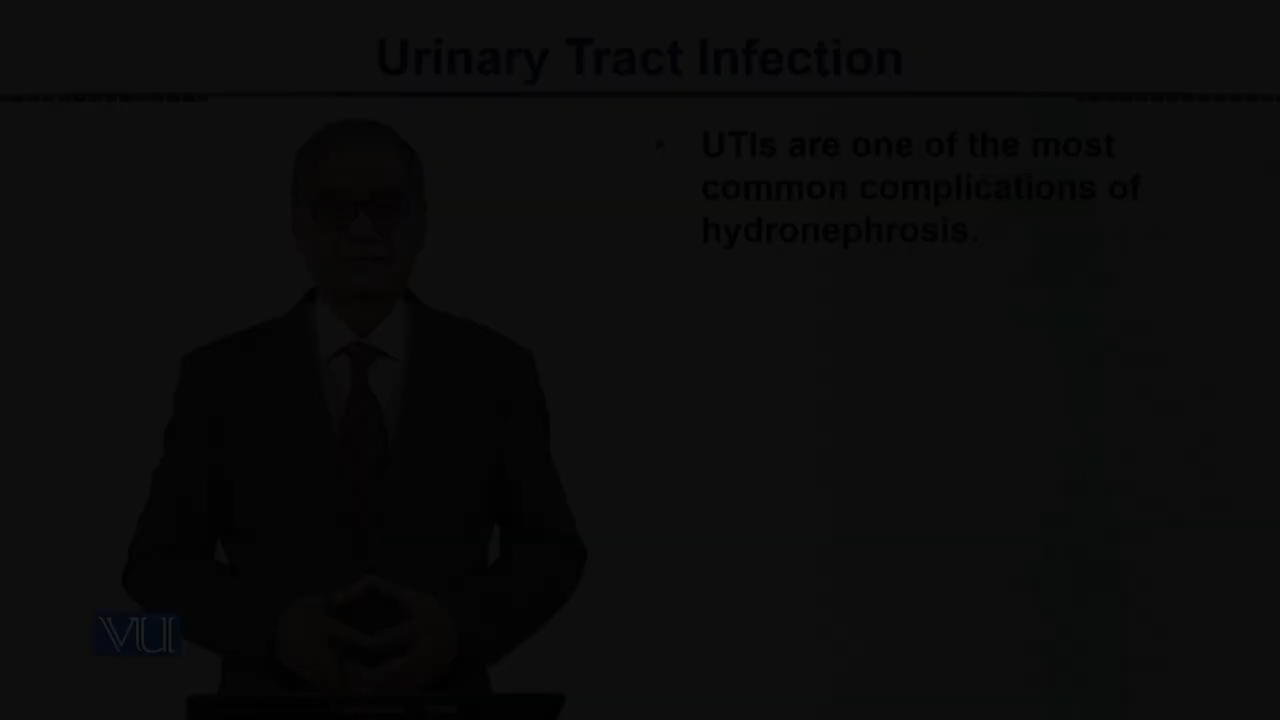 Urinary Tract Infection
• UTIs are one of the most
common complications of
hydronephrosis.
VU